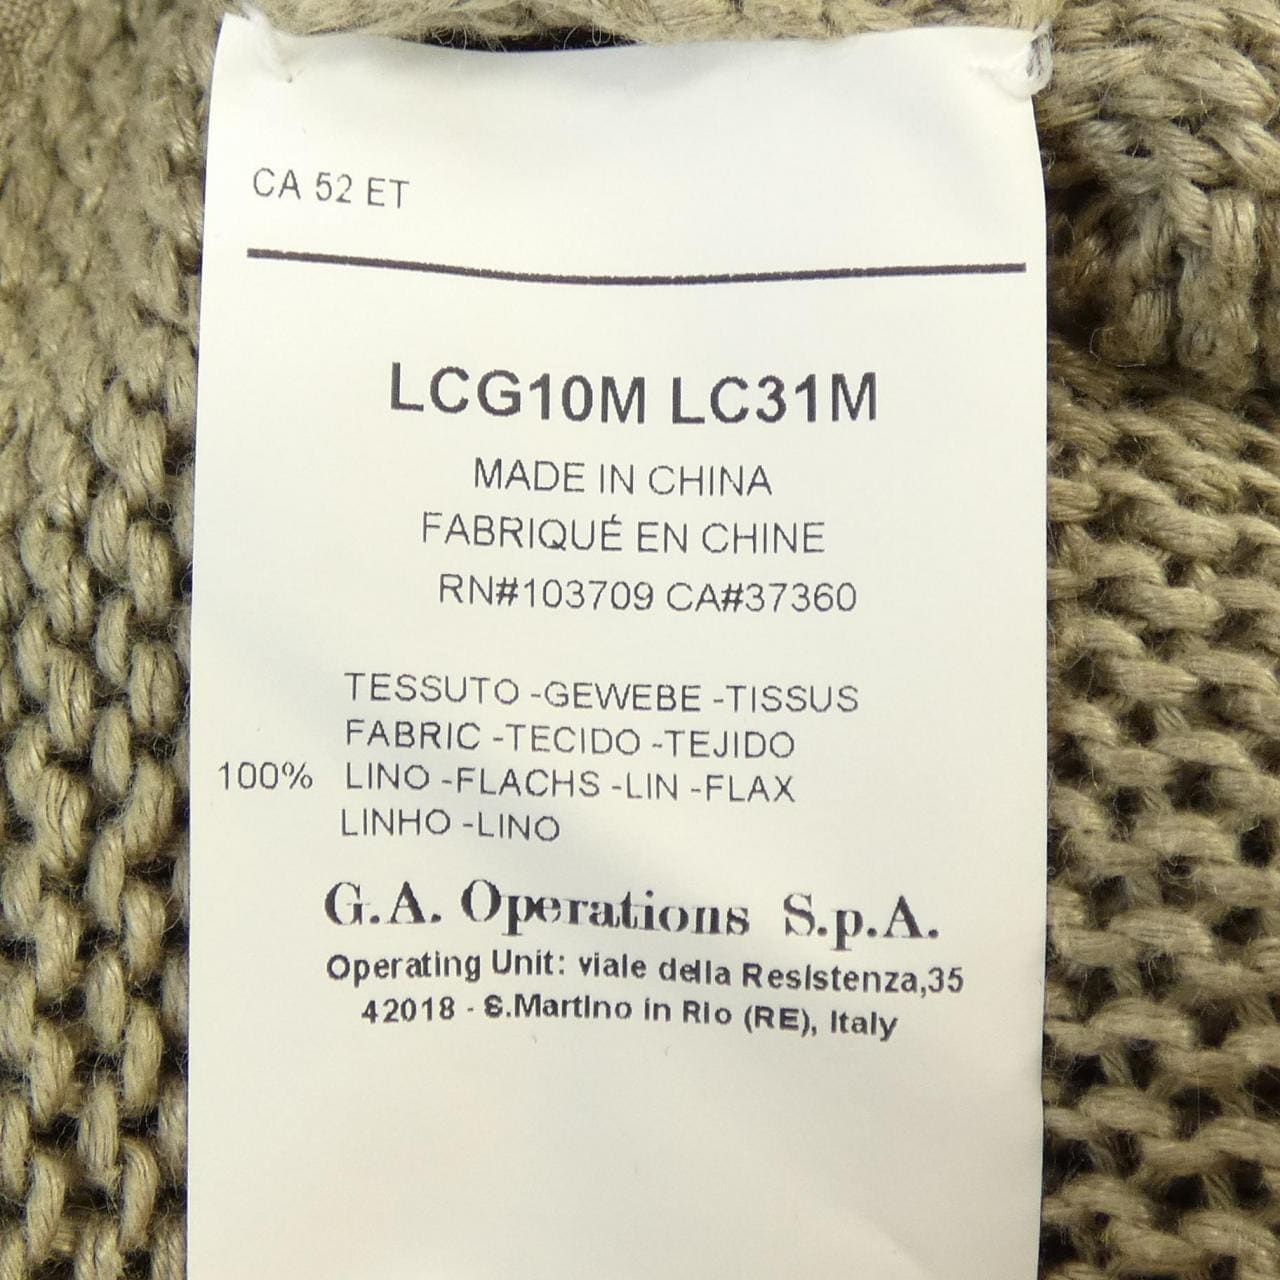 CA 52 ET
LCG10M LC31M
MADE IN CHINA
FABRIQUÉ EN CHINE
RN#103709 CA#37360
TESSUTO -GEWEBE -TISSUS
FABRIC -TECIDO -TEJIDO
100% LINO -FLACHS -LIN -FLAX
LINHO -LINO
G.A. Operations S.p.A.
Operating Unit: viale della Resistenza,35
42018 - S.Martino in Rio (RE), Italy